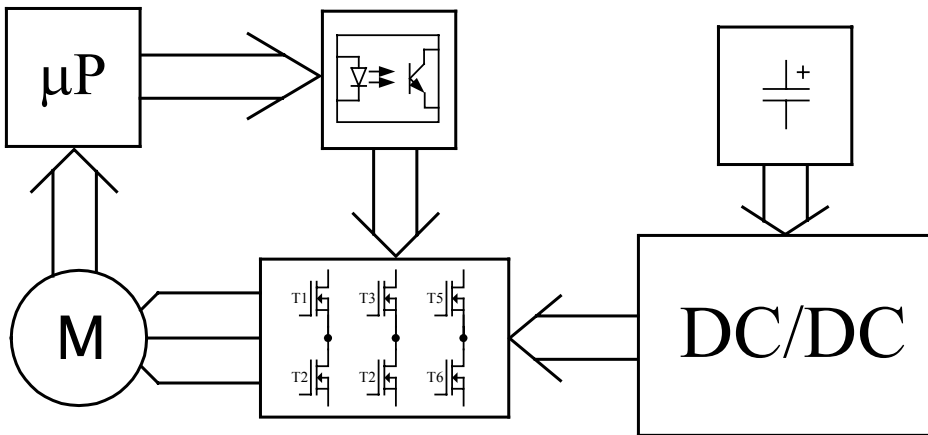 μP
+
T1 T3 T5
M
DC/DC
T2 T2 T6